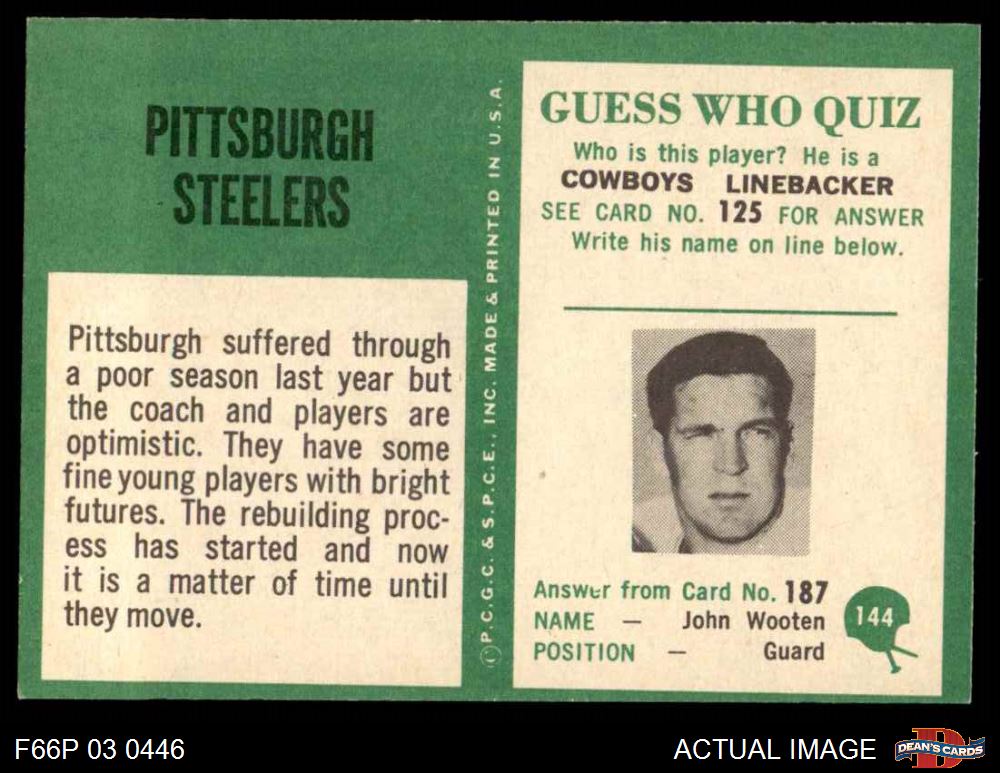 PITTSBURGH
STEELERS
Pittsburgh suffered through
a poor season last year but
the coach and players are
optimistic. They have some
fine young players with bright
futures. The rebuilding proc-
ess has started and now
it is a matter of time until
they move.
©P.C.G.C. & S.P.C.E., INC. MADE & PRINTED IN U.S.A.
GUESS WHO QUIZ
Who is this player? He is a
COWBOYS LINEBACKER
SEE CARD NO. 125 FOR ANSWER
Write his name on line below.
Answer from Card No. 187
NAME — John Wooten
POSITION — Guard
144
F66P 03 0446
ACTUAL IMAGE
D
DEAN'S CARDS